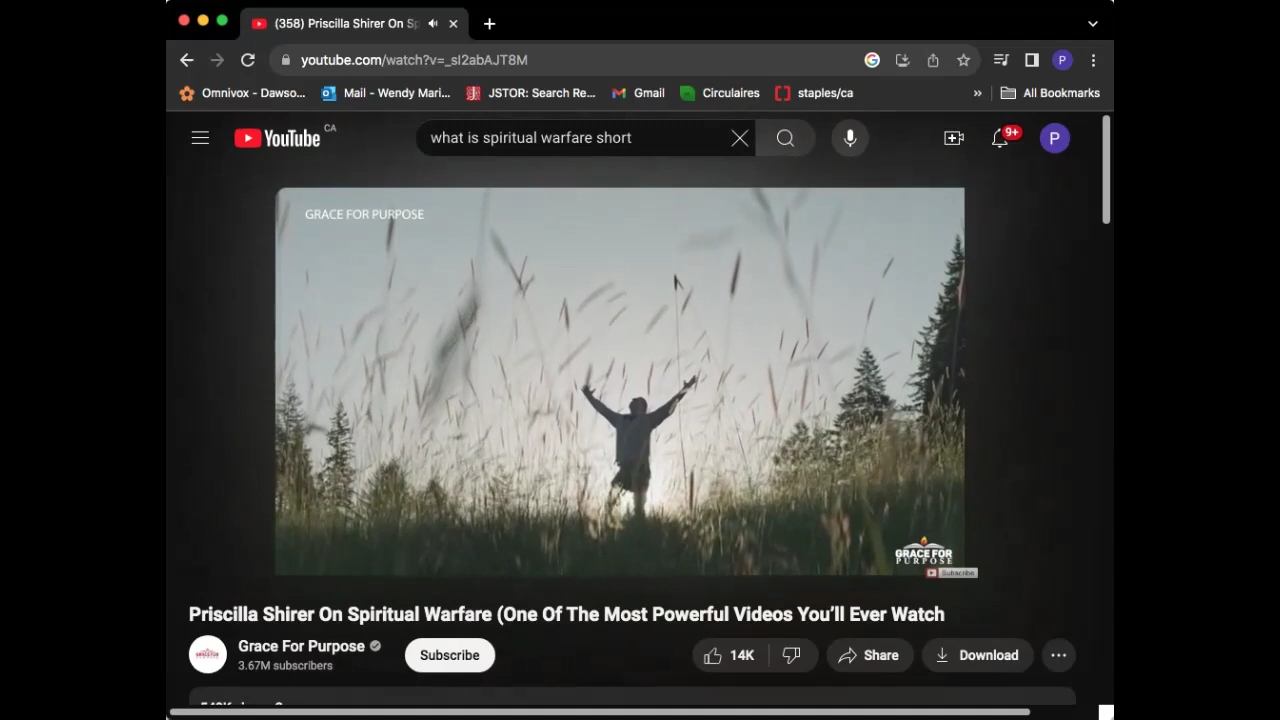 (358) Priscilla Shirer On Sp
youtube.com/watch?v=_sI2abAJT8M
P
Omnivox - Dawso...
Mail - Wendy Mari...
JSTOR: Search Re...
Gmail
Circulaires
staples/ca
»
All Bookmarks
YouTube CA
what is spiritual warfare short
9+
P
GRACE FOR PURPOSE
GRACE FOR
PURPOSE
Subscribe
Priscilla Shirer On Spiritual Warfare (One Of The Most Powerful Videos You'll Ever Watch
Grace For Purpose
3.67M subscribers
Subscribe
14K
Share
Download